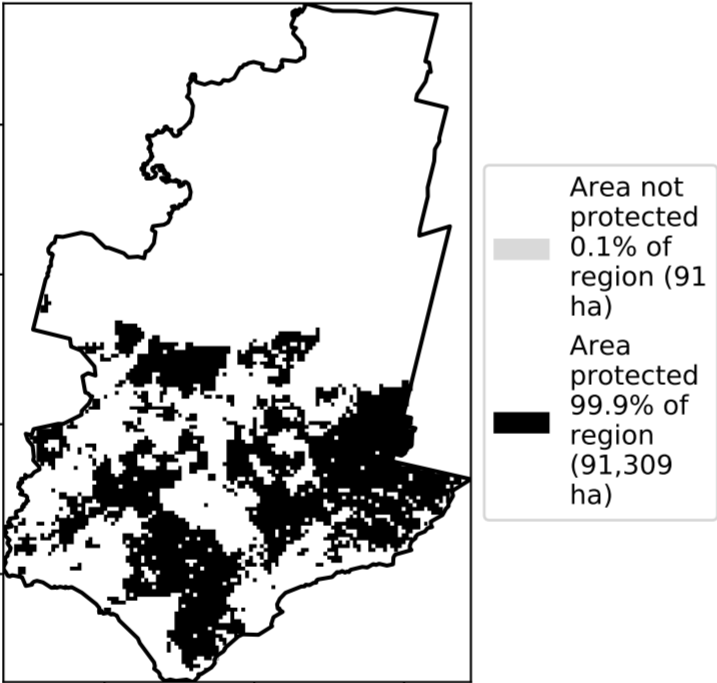 Area not
protected
0.1% of
region (91
ha)
Area
protected
99.9% of
region
(91,309
ha)